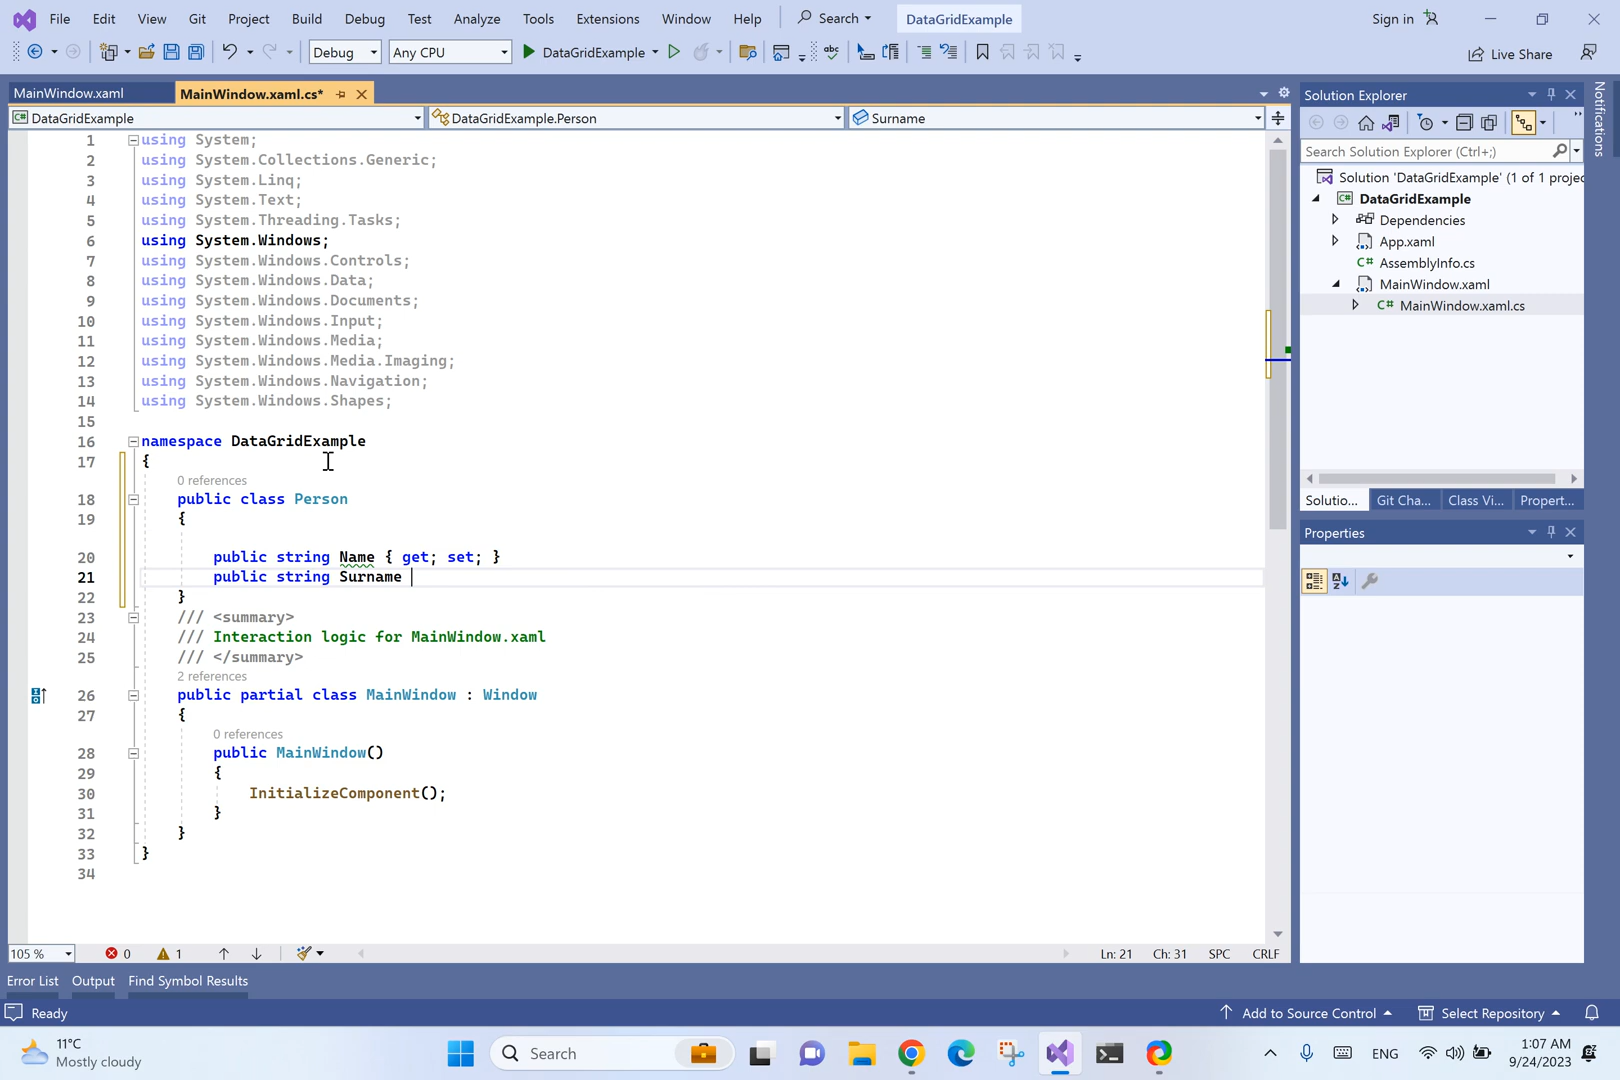 File Edit View Git Project Build Debug Test Analyze Tools Extensions Window Help Search DataGridExample Sign in
Debug Any CPU DataGridExample Live Share
MainWindow.xaml MainWindow.xaml.cs*
DataGridExample DataGridExample.Person Surname
1 using System;
2 using System.Collections.Generic;
3 using System.Linq;
4 using System.Text;
5 using System.Threading.Tasks;
6 using System.Windows;
7 using System.Windows.Controls;
8 using System.Windows.Data;
9 using System.Windows.Documents;
10 using System.Windows.Input;
11 using System.Windows.Media;
12 using System.Windows.Media.Imaging;
13 using System.Windows.Navigation;
14 using System.Windows.Shapes;
15
16 namespace DataGridExample
17 {
0 references
18 public class Person
19 {
20 public string Name { get; set; }
21 public string Surname
22 }
23 /// <summary>
24 /// Interaction logic for MainWindow.xaml
25 /// </summary>
2 references
26 public partial class MainWindow : Window
27 {
0 references
28 public MainWindow()
29 {
30 InitializeComponent();
31 }
32 }
33 }
34
105 % 0 1 Ln: 21 Ch: 31 SPC CRLF
Error List Output Find Symbol Results
Solution Explorer
Search Solution Explorer (Ctrl+;)
Solution 'DataGridExample' (1 of 1 projec
C# DataGridExample
Dependencies
App.xaml
C# AssemblyInfo.cs
MainWindow.xaml
C# MainWindow.xaml.cs
Solutio... Git Cha... Class Vi... Propert...
Properties
Notifications
Ready Add to Source Control Select Repository
11°C
Mostly cloudy
Search
ENG
1:07 AM
9/24/2023